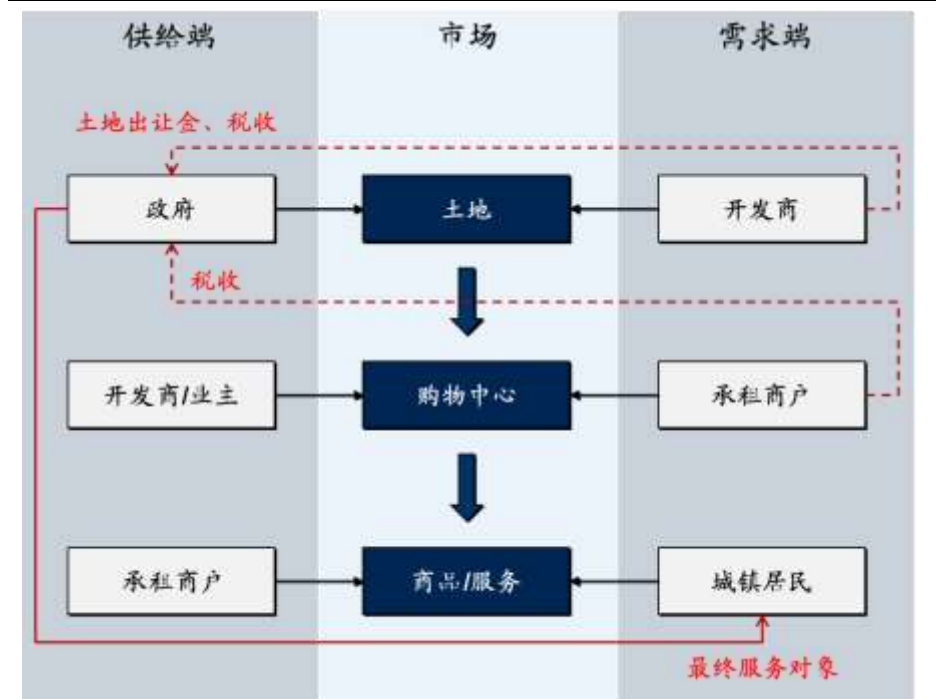 供给端 市场 需求端
土地出让金、税收
政府 土地 开发商
税收
开发商/业主 购物中心 承租商户
承租商户 商品/服务 城镇居民
最终服务对象